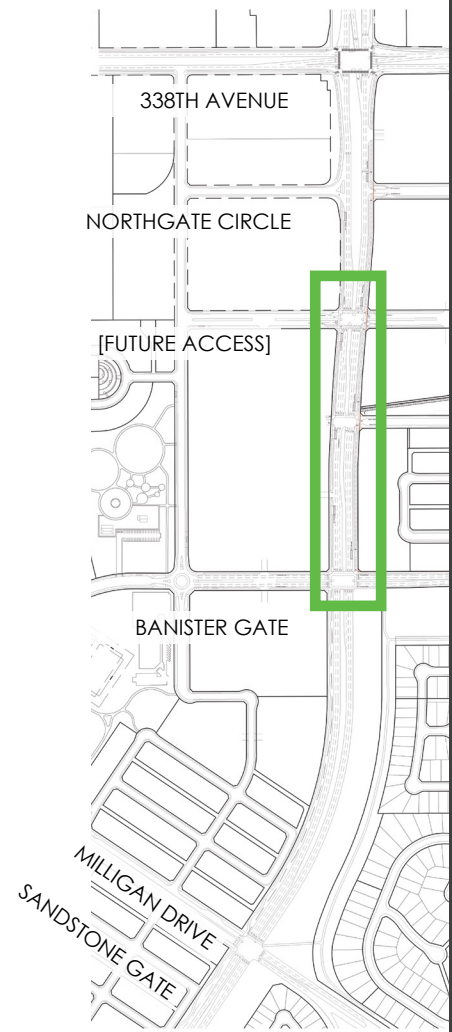 338TH AVENUE
NORTHGATE CIRCLE
[FUTURE ACCESS]
BANISTER GATE
MILLIGAN DRIVE
SANDSTONE GATE